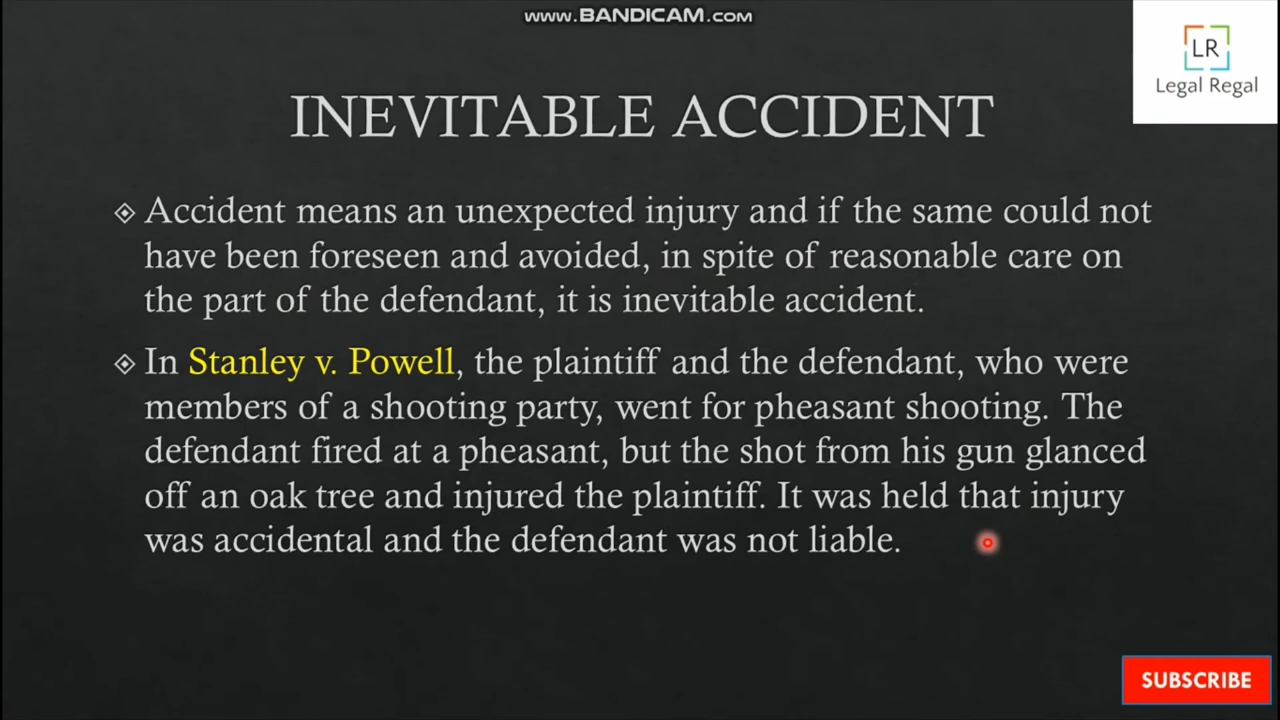 www.BANDICAM.com
LR
Legal Regal
INEVITABLE ACCIDENT
Accident means an unexpected injury and if the same could not
have been foreseen and avoided, in spite of reasonable care on
the part of the defendant, it is inevitable accident.
In Stanley v. Powell, the plaintiff and the defendant, who were
members of a shooting party, went for pheasant shooting. The
defendant fired at a pheasant, but the shot from his gun glanced
off an oak tree and injured the plaintiff. It was held that injury
was accidental and the defendant was not liable.
SUBSCRIBE